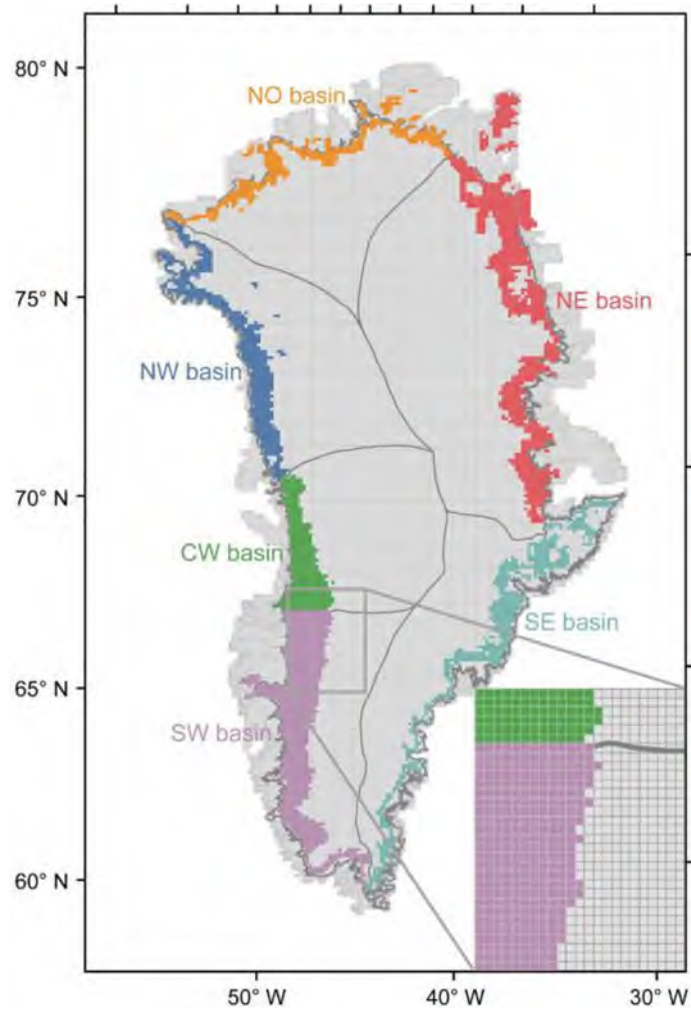 80° N
NO basin
NE basin
75° N
NW basin
70° N
CW basin
SE basin
65° N
SW basin
60° N
50° W
40° W
30° W